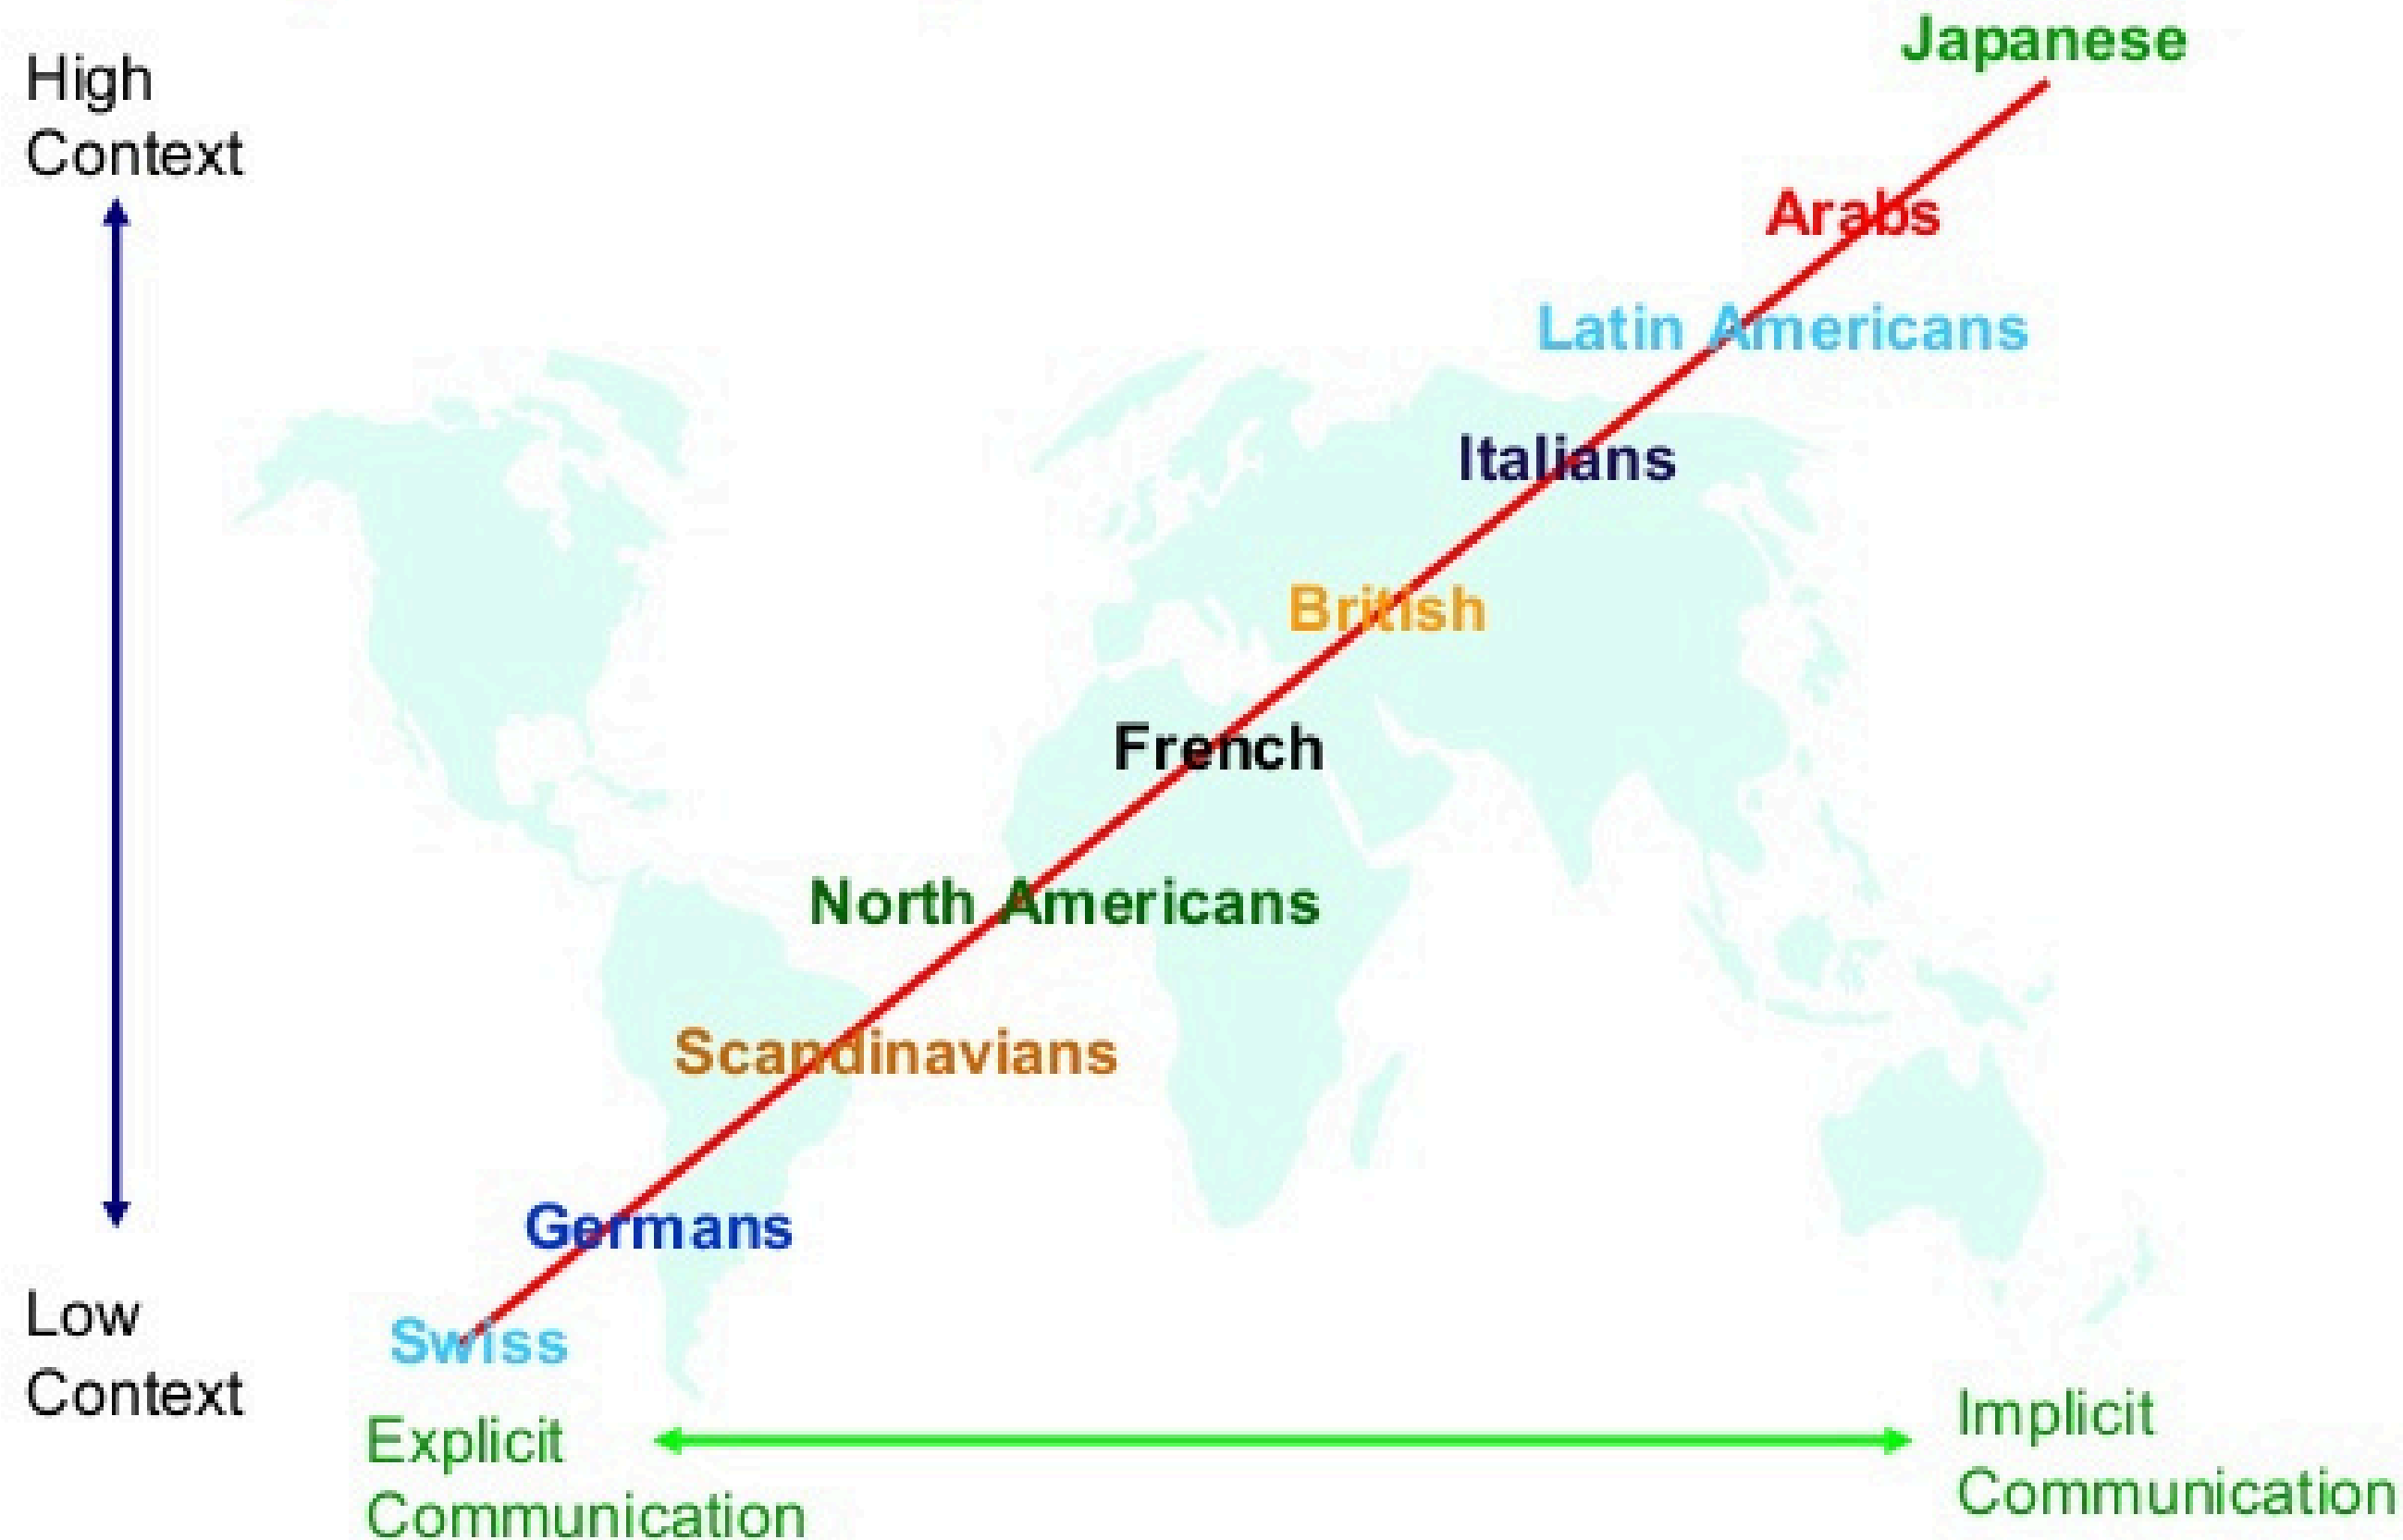 Japanese
High
Context
Arabs
Latin Americans
Italians
British
French
North Americans
Scandinavians
Germans
Low
Context
Swiss
Explicit
Communication
Implicit
Communication